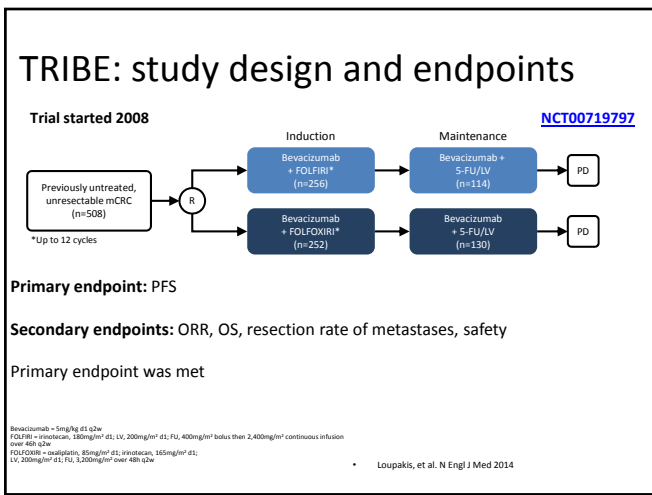 TRIBE: study design and endpoints
Trial started 2008
NCT00719797
Induction
Maintenance
Previously untreated,
unresectable mCRC
(n=508)
R
Bevacizumab
+ FOLFIRI*
(n=256)
Bevacizumab +
5-FU/LV
(n=114)
PD
Bevacizumab
+ FOLFOXIRI*
(n=252)
Bevacizumab
+ 5-FU/LV
(n=130)
PD
*Up to 12 cycles
Primary endpoint: PFS
Secondary endpoints: ORR, OS, resection rate of metastases, safety
Primary endpoint was met
Bevacizumab = 5mg/kg d1 q2w
FOLFIRI = irinotecan, 180mg/m² d1; LV, 200mg/m² d1; FU, 400mg/m² bolus then 2,400mg/m² continuous infusion
over 46h q2w
FOLFOXIRI = oxaliplatin, 85mg/m² d1; irinotecan, 165mg/m² d1;
LV, 200mg/m² d1; FU, 3,200mg/m² over 48h q2w
• Loupakis, et al. N Engl J Med 2014